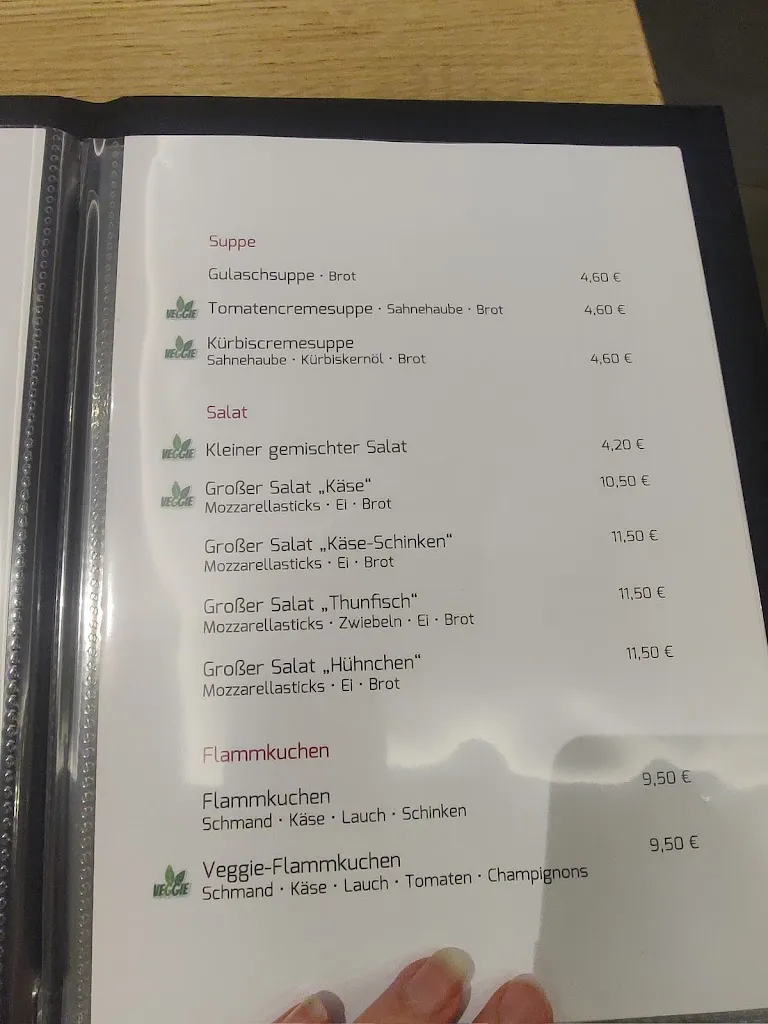 Suppe
Gulaschsuppe · Brot 4,60 €
VEGGIE Tomatencremesuppe · Sahnehaube · Brot 4,60 €
VEGGIE Kürbiscremesuppe
Sahnehaube · Kürbiskernöl · Brot 4,60 €
Salat
VEGGIE Kleiner gemischter Salat 4,20 €
VEGGIE Großer Salat „Käse“ 10,50 €
Mozzarellasticks · Ei · Brot
Großer Salat „Käse-Schinken“ 11,50 €
Mozzarellasticks · Ei · Brot
Großer Salat „Thunfisch“ 11,50 €
Mozzarellasticks · Zwiebeln · Ei · Brot
Großer Salat „Hühnchen“ 11,50 €
Mozzarellasticks · Ei · Brot
Flammkuchen
Flammkuchen 9,50 €
Schmand · Käse · Lauch · Schinken
VEGGIE Veggie-Flammkuchen 9,50 €
Schmand · Käse · Lauch · Tomaten · Champignons